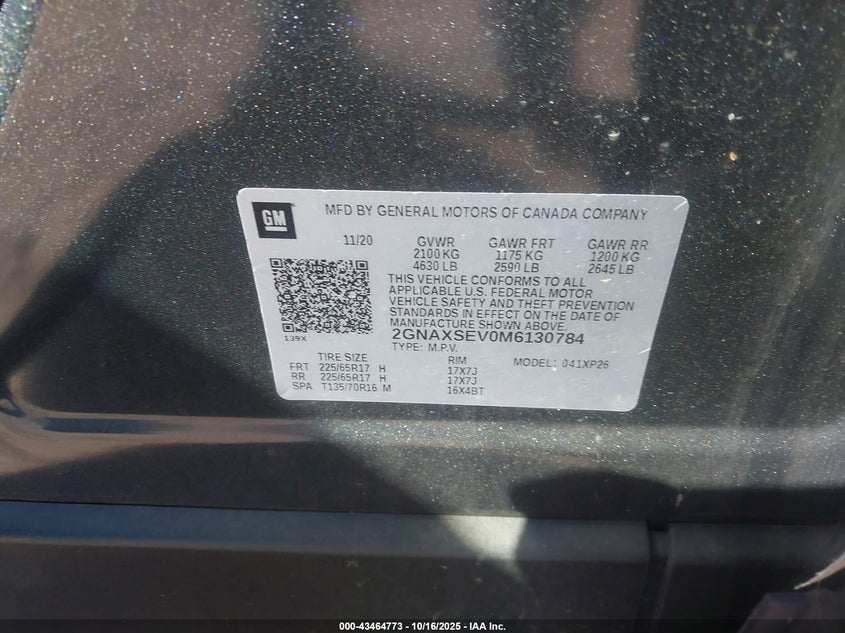 GM
MFD BY GENERAL MOTORS OF CANADA COMPANY
11/20 GVWR GAWR FRT GAWR RR
2100 KG 1175 KG 1200 KG
4630 LB 2590 LB 2645 LB
THIS VEHICLE CONFORMS TO ALL
APPLICABLE U.S. FEDERAL MOTOR
VEHICLE SAFETY AND THEFT PREVENTION
STANDARDS IN EFFECT ON THE DATE OF
MANUFACTURE SHOWN ABOVE.
139X
2GNAXSEV0M6130784
TYPE: M.P.V.
TIRE SIZE RIM MODEL: 041XP26
FRT 225/65R17 H 17X7J
RR 225/65R17 H 17X7J
SPA T135/70R16 M 16X4BT
000-43464773 - 10/16/2025 - IAA Inc.